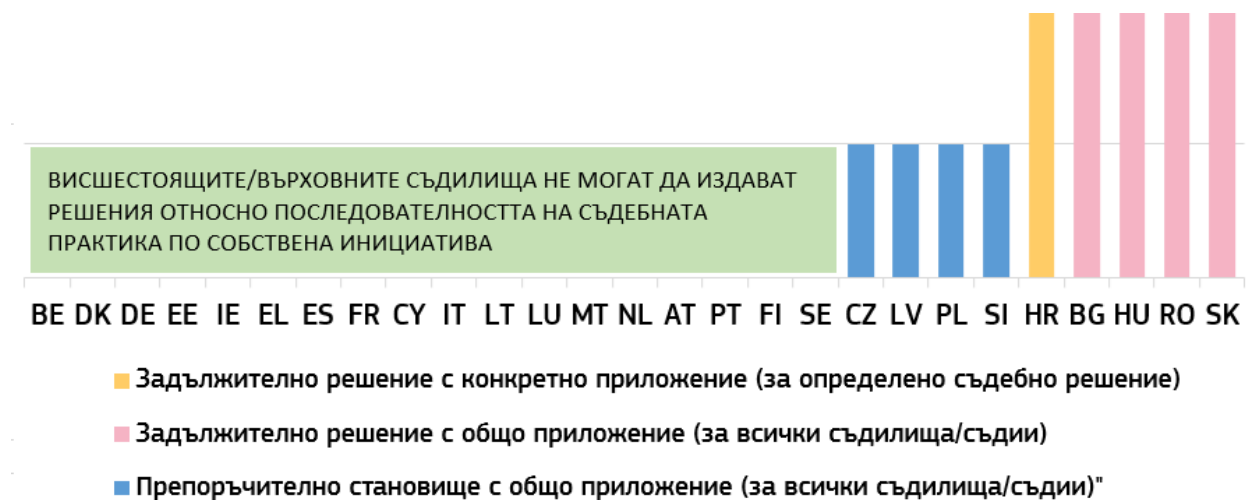 ВИСШЕСТОЯЩИТЕ/ВЪРХОВНИТЕ СЪДИЛИЩА НЕ МОГАТ ДА ИЗДАВАТ
РЕШЕНИЯ ОТНОСНО ПОСЛЕДОВАТЕЛНОСТТА НА СЪДЕБНАТА
ПРАКТИКА ПО СОБСТВЕНА ИНИЦИАТИВА
BE DK DE EE IE EL ES FR CY IT LT LU MT NL AT PT FI SE CZ LV PL SI HR BG HU RO SK
Задължително решение с конкретно приложение (за определено съдебно решение)
Задължително решение с общо приложение (за всички съдилища/съдии)
Препоръчително становище с общо приложение (за всички съдилища/съдии)"